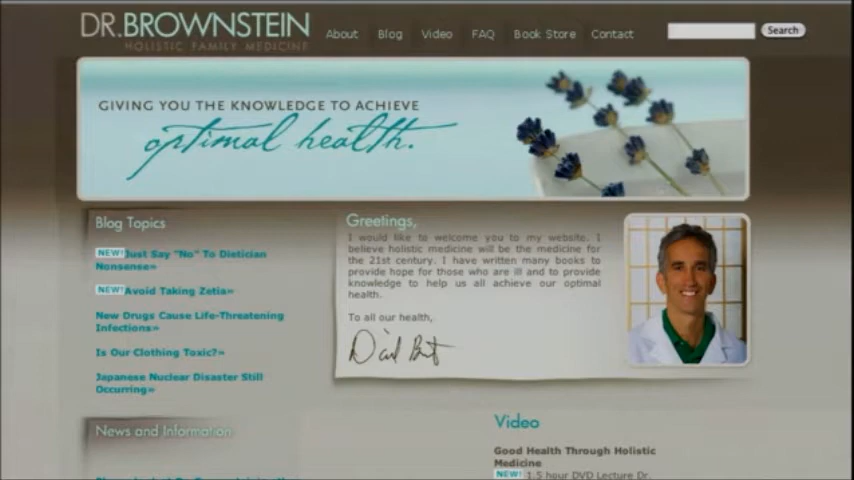 DR.BROWNSTEIN
HOLISTIC FAMILY MEDICINE
About Blog Video FAQ Book Store Contact
Search
GIVING YOU THE KNOWLEDGE TO ACHIEVE
optimal health.
Blog Topics
NEW! Just Say "No" To Dietician
Nonsense»
NEW! Avoid Taking Zetia»
New Drugs Cause Life-Threatening
Infections»
Is Our Clothing Toxic?»
Japanese Nuclear Disaster Still
Occurring»
Greetings,
I would like to welcome you to my website. I
believe holistic medicine will be the medicine for
the 21st century. I have written many books to
provide hope for those who are ill and to provide
knowledge to help us all achieve our optimal
health.
To all our health,
News and Information
Video
Good Health Through Holistic
Medicine
NEW! 1.5 hour DVD Lecture Dr.